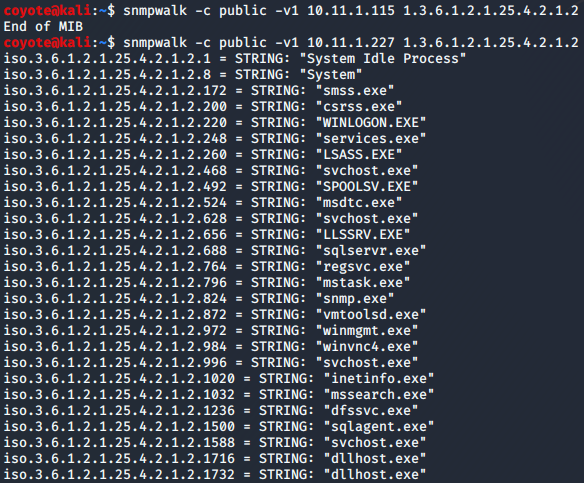 coyote@kali:~$ snmpwalk -c public -v1 10.11.1.115 1.3.6.1.2.1.25.4.2.1.2
End of MIB
coyote@kali:~$ snmpwalk -c public -v1 10.11.1.227 1.3.6.1.2.1.25.4.2.1.2
iso.3.6.1.2.1.25.4.2.1.2.1 = STRING: "System Idle Process"
iso.3.6.1.2.1.25.4.2.1.2.8 = STRING: "System"
iso.3.6.1.2.1.25.4.2.1.2.172 = STRING: "smss.exe"
iso.3.6.1.2.1.25.4.2.1.2.200 = STRING: "csrss.exe"
iso.3.6.1.2.1.25.4.2.1.2.220 = STRING: "WINLOGON.EXE"
iso.3.6.1.2.1.25.4.2.1.2.248 = STRING: "services.exe"
iso.3.6.1.2.1.25.4.2.1.2.260 = STRING: "LSASS.EXE"
iso.3.6.1.2.1.25.4.2.1.2.468 = STRING: "svchost.exe"
iso.3.6.1.2.1.25.4.2.1.2.492 = STRING: "SPOOLSV.EXE"
iso.3.6.1.2.1.25.4.2.1.2.524 = STRING: "msdtc.exe"
iso.3.6.1.2.1.25.4.2.1.2.628 = STRING: "svchost.exe"
iso.3.6.1.2.1.25.4.2.1.2.656 = STRING: "LLSSRV.EXE"
iso.3.6.1.2.1.25.4.2.1.2.688 = STRING: "sqlservr.exe"
iso.3.6.1.2.1.25.4.2.1.2.764 = STRING: "regsvc.exe"
iso.3.6.1.2.1.25.4.2.1.2.796 = STRING: "mstask.exe"
iso.3.6.1.2.1.25.4.2.1.2.824 = STRING: "snmp.exe"
iso.3.6.1.2.1.25.4.2.1.2.872 = STRING: "vmtoolsd.exe"
iso.3.6.1.2.1.25.4.2.1.2.972 = STRING: "winmgmt.exe"
iso.3.6.1.2.1.25.4.2.1.2.984 = STRING: "winvnc4.exe"
iso.3.6.1.2.1.25.4.2.1.2.996 = STRING: "svchost.exe"
iso.3.6.1.2.1.25.4.2.1.2.1020 = STRING: "inetinfo.exe"
iso.3.6.1.2.1.25.4.2.1.2.1032 = STRING: "mssearch.exe"
iso.3.6.1.2.1.25.4.2.1.2.1236 = STRING: "dfssvc.exe"
iso.3.6.1.2.1.25.4.2.1.2.1500 = STRING: "sqlagent.exe"
iso.3.6.1.2.1.25.4.2.1.2.1588 = STRING: "svchost.exe"
iso.3.6.1.2.1.25.4.2.1.2.1716 = STRING: "dllhost.exe"
iso.3.6.1.2.1.25.4.2.1.2.1732 = STRING: "dllhost.exe"